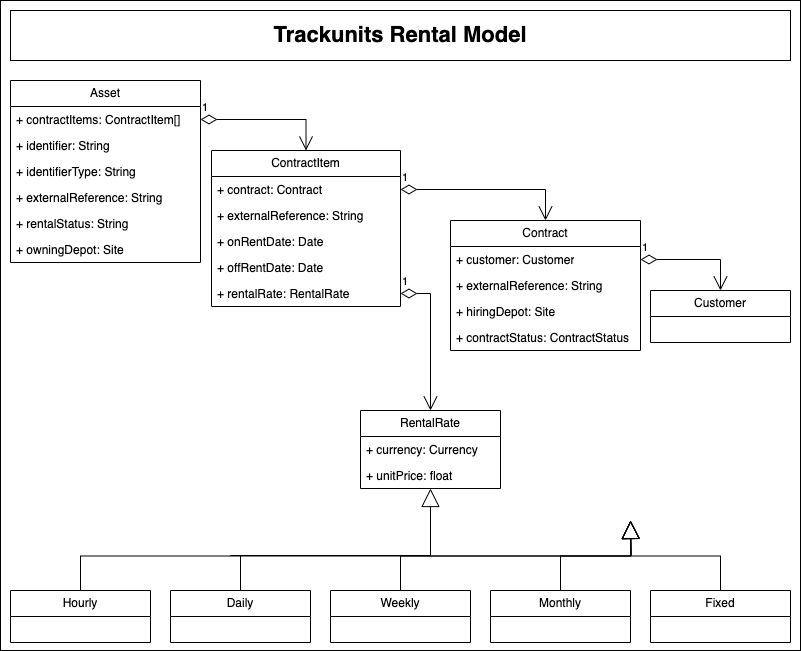 Trackunits Rental Model
Asset
+ contractItems: ContractItem[]
+ identifier: String
+ identifierType: String
+ externalReference: String
+ rentalStatus: String
+ owningDepot: Site
1
ContractItem
+ contract: Contract
+ externalReference: String
+ onRentDate: Date
+ offRentDate: Date
+ rentalRate: RentalRate
1
1
Contract
+ customer: Customer
+ externalReference: String
+ hiringDepot: Site
+ contractStatus: ContractStatus
1
Customer
RentalRate
+ currency: Currency
+ unitPrice: float
Hourly
Daily
Weekly
Monthly
Fixed